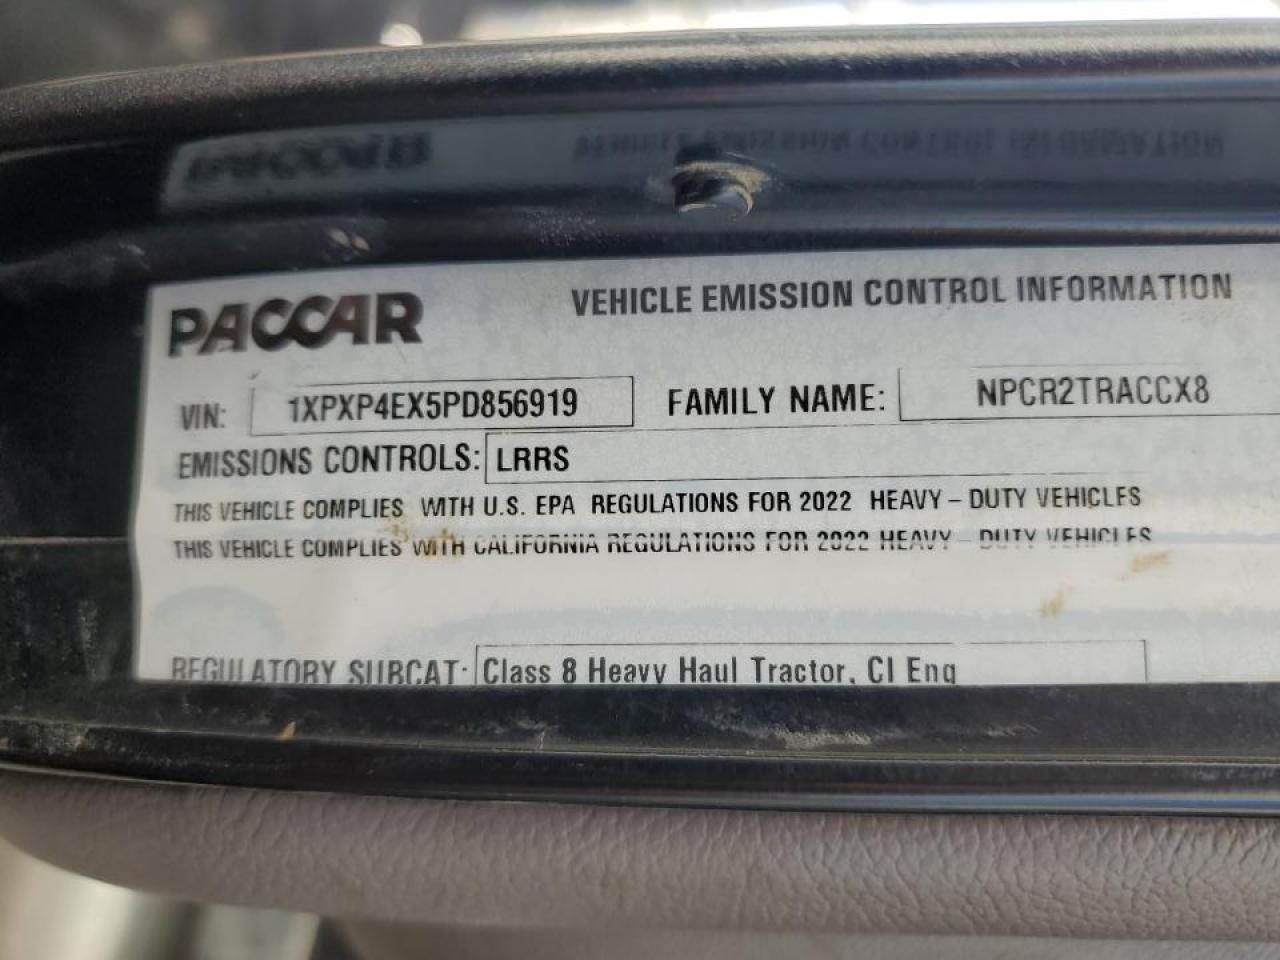 PACCAR VEHICLE EMISSION CONTROL INFORMATION
VIN: 1XPXP4EX5PD856919 FAMILY NAME: NPCR2TRACCX8
EMISSIONS CONTROLS: LRRS
THIS VEHICLE COMPLIES WITH U.S. EPA REGULATIONS FOR 2022 HEAVY – DUTY VEHICLES
THIS VEHICLE COMPLIES WITH CALIFORNIA REGULATIONS FOR 2022 HEAVY – DUTY VEHICLES
REGULATORY SUBCAT: Class 8 Heavy Haul Tractor, CI Eng